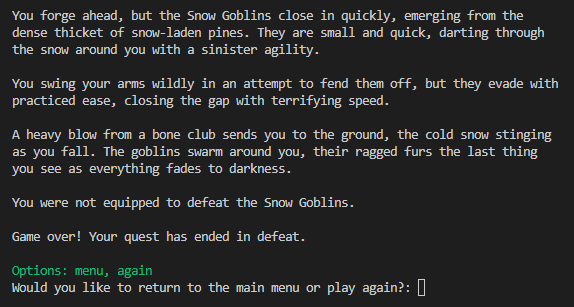 You forge ahead, but the Snow Goblins close in quickly, emerging from the
dense thicket of snow-laden pines. They are small and quick, darting through
the snow around you with a sinister agility.
You swing your arms wildly in an attempt to fend them off, but they evade with
practiced ease, closing the gap with terrifying speed.
A heavy blow from a bone club sends you to the ground, the cold snow stinging
as you fall. The goblins swarm around you, their ragged furs the last thing
you see as everything fades to darkness.
You were not equipped to defeat the Snow Goblins.
Game over! Your quest has ended in defeat.
Options: menu, again
Would you like to return to the main menu or play again?: